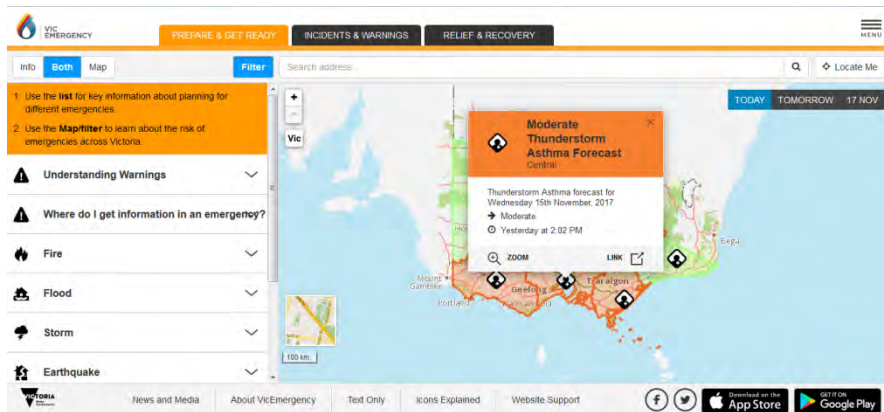 VIC
EMERGENCY
PREPARE & GET READY
INCIDENTS & WARNINGS
RELIEF & RECOVERY
MENU
Info
Both
Map
Filter
Search address
Locate Me
1 Use the list for key information about planning for
different emergencies.
2 Use the Map/filter to learn about the risk of
emergencies across Victoria.
Understanding Warnings
Where do I get information in an emergency?
Fire
Flood
Storm
Earthquake
+
-
Vic
TODAY
TOMORROW
17 NOV
Moderate
Thunderstorm
Asthma Forecast
Central
×
Thunderstorm Asthma forecast for
Wednesday 15th November, 2017
Moderate
Yesterday at 2:02 PM
ZOOM
LINK
Bega
Mount
Gambier
Portland
Geelong
Traralgon
100 km
VICTORIA
News and Media
About VicEmergency
Text Only
Icons Explained
Website Support
Download on the
App Store
GET IT ON
Google Play